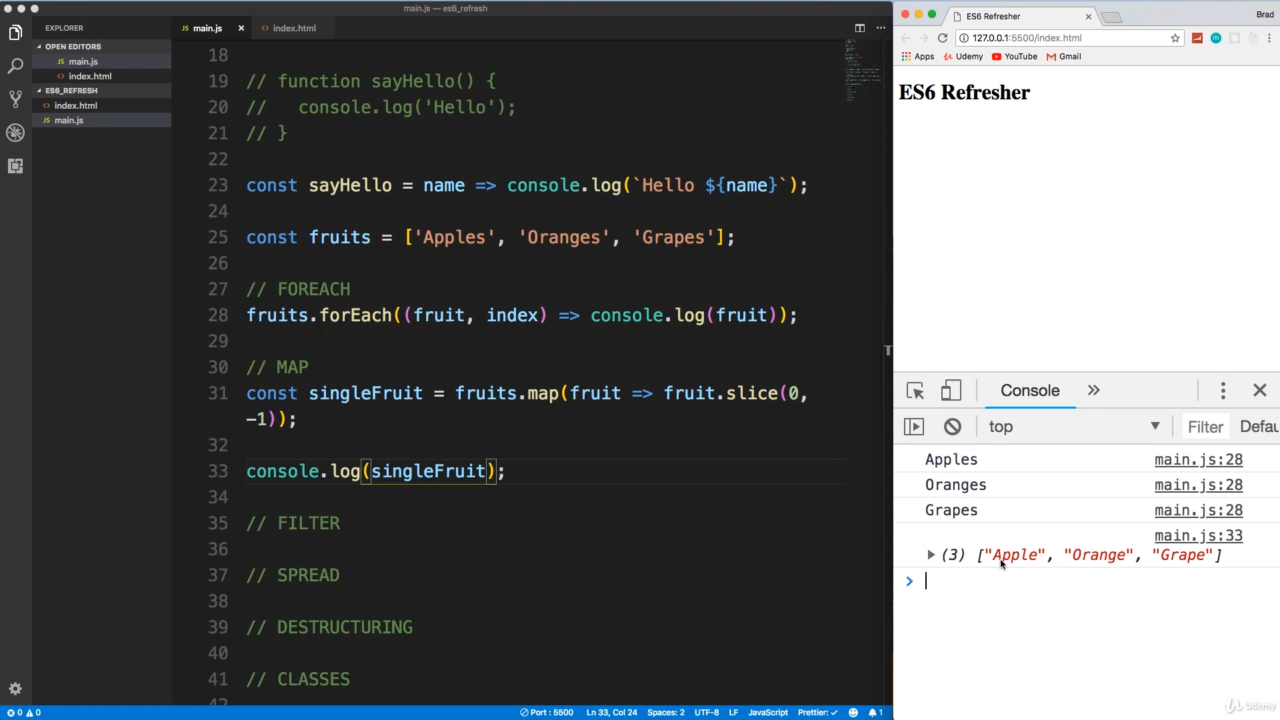 main.js — es6_refresh
EXPLORER
OPEN EDITORS
main.js
index.html
ES6_REFRESH
index.html
main.js
main.js
index.html
18
19 // function sayHello() {
20 //   console.log('Hello');
21 // }
22
23 const sayHello = name => console.log(`Hello ${name}`);
24
25 const fruits = ['Apples', 'Oranges', 'Grapes'];
26
27 // FOREACH
28 fruits.forEach((fruit, index) => console.log(fruit));
29
30 // MAP
31 const singleFruit = fruits.map(fruit => fruit.slice(0,
-1));
32
33 console.log(singleFruit);
34
35 // FILTER
36
37 // SPREAD
38
39 // DESTRUCTURING
40
41 // CLASSES
42
0 0
Port : 5500 Ln 33, Col 24 Spaces: 2 UTF-8 LF JavaScript Prettier: ✓ 1
ES6 Refresher
Brad
127.0.0.1:5500/index.html
Apps Udemy YouTube Gmail
ES6 Refresher
Console
top Filter Defau
Apples main.js:28
Oranges main.js:28
Grapes main.js:28
main.js:33
(3) ["Apple", "Orange", "Grape"]
Udemy